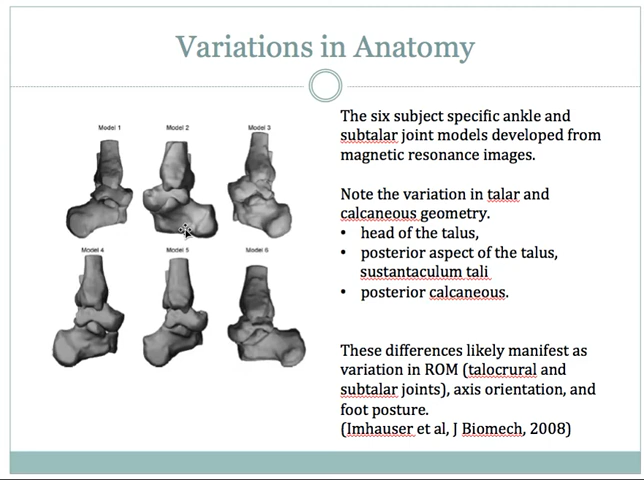 Variations in Anatomy
Model 1
Model 2
Model 3
Model 4
Model 5
Model 6
The six subject specific ankle and
subtalar joint models developed from
magnetic resonance images.
Note the variation in talar and
calcaneous geometry.
• head of the talus,
• posterior aspect of the talus,
sustantaculum tali
• posterior calcaneous.
These differences likely manifest as
variation in ROM (talocrural and
subtalar joints), axis orientation, and
foot posture.
(Imhauser et al, J Biomech, 2008)